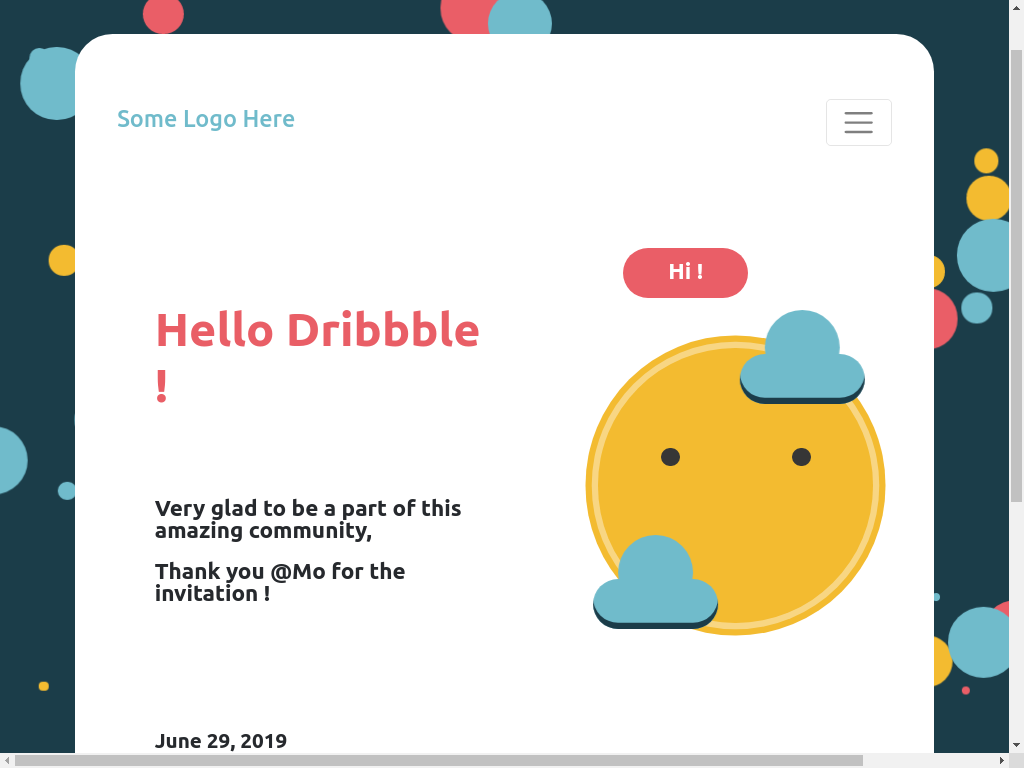 Some Logo Here
Hi !
Hello Dribbble
!
Very glad to be a part of this
amazing community,
Thank you @Mo for the
invitation !
June 29, 2019